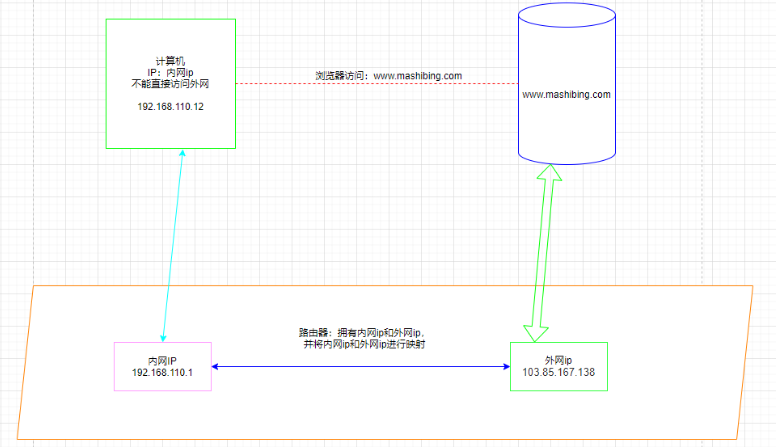 计算机
IP：内网ip
不能直接访问外网
192.168.110.12
浏览器访问：www.mashibing.com
www.mashibing.com
路由器：拥有内网ip和外网ip，
并将内网ip和外网ip进行映射
内网IP
192.168.110.1
外网ip
103.85.167.138